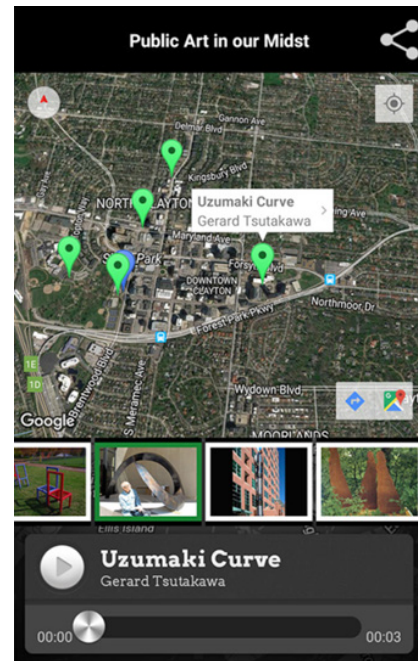 Public Art in our Midst
Gannon Ave
Delmar Blvd
Kingsbury Blvd
Uzumaki Curve
Gerard Tsutakawa
Maryland Ave
Forsyth Blvd
DOWNTOWN
CLAYTON
Northmoor Dr
Forest Park Pkwy
1E
1D
Brentwood Blvd
S Meramec Ave
Wydown Blvd
Google
MOORLANDS
Ellis Island
Uzumaki Curve
Gerard Tsutakawa
00:00
00:03